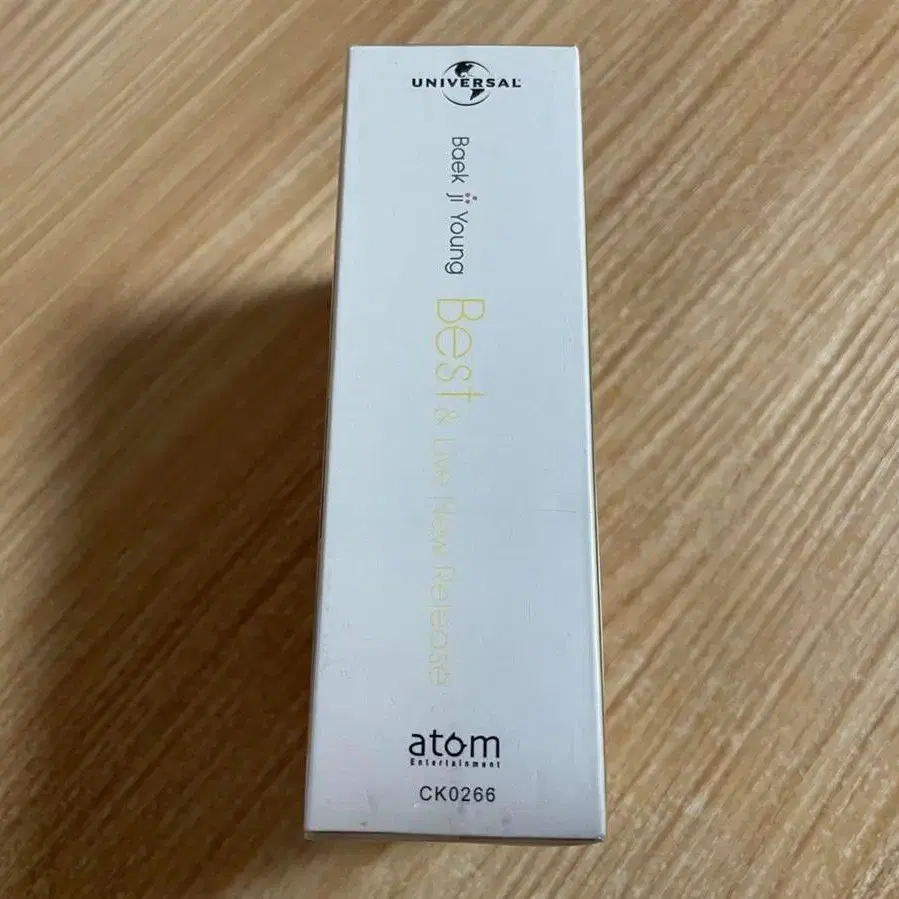 UNIVERSAL
Baek ji Young
Best & Live New Release
atom
Entertainment
CK0266